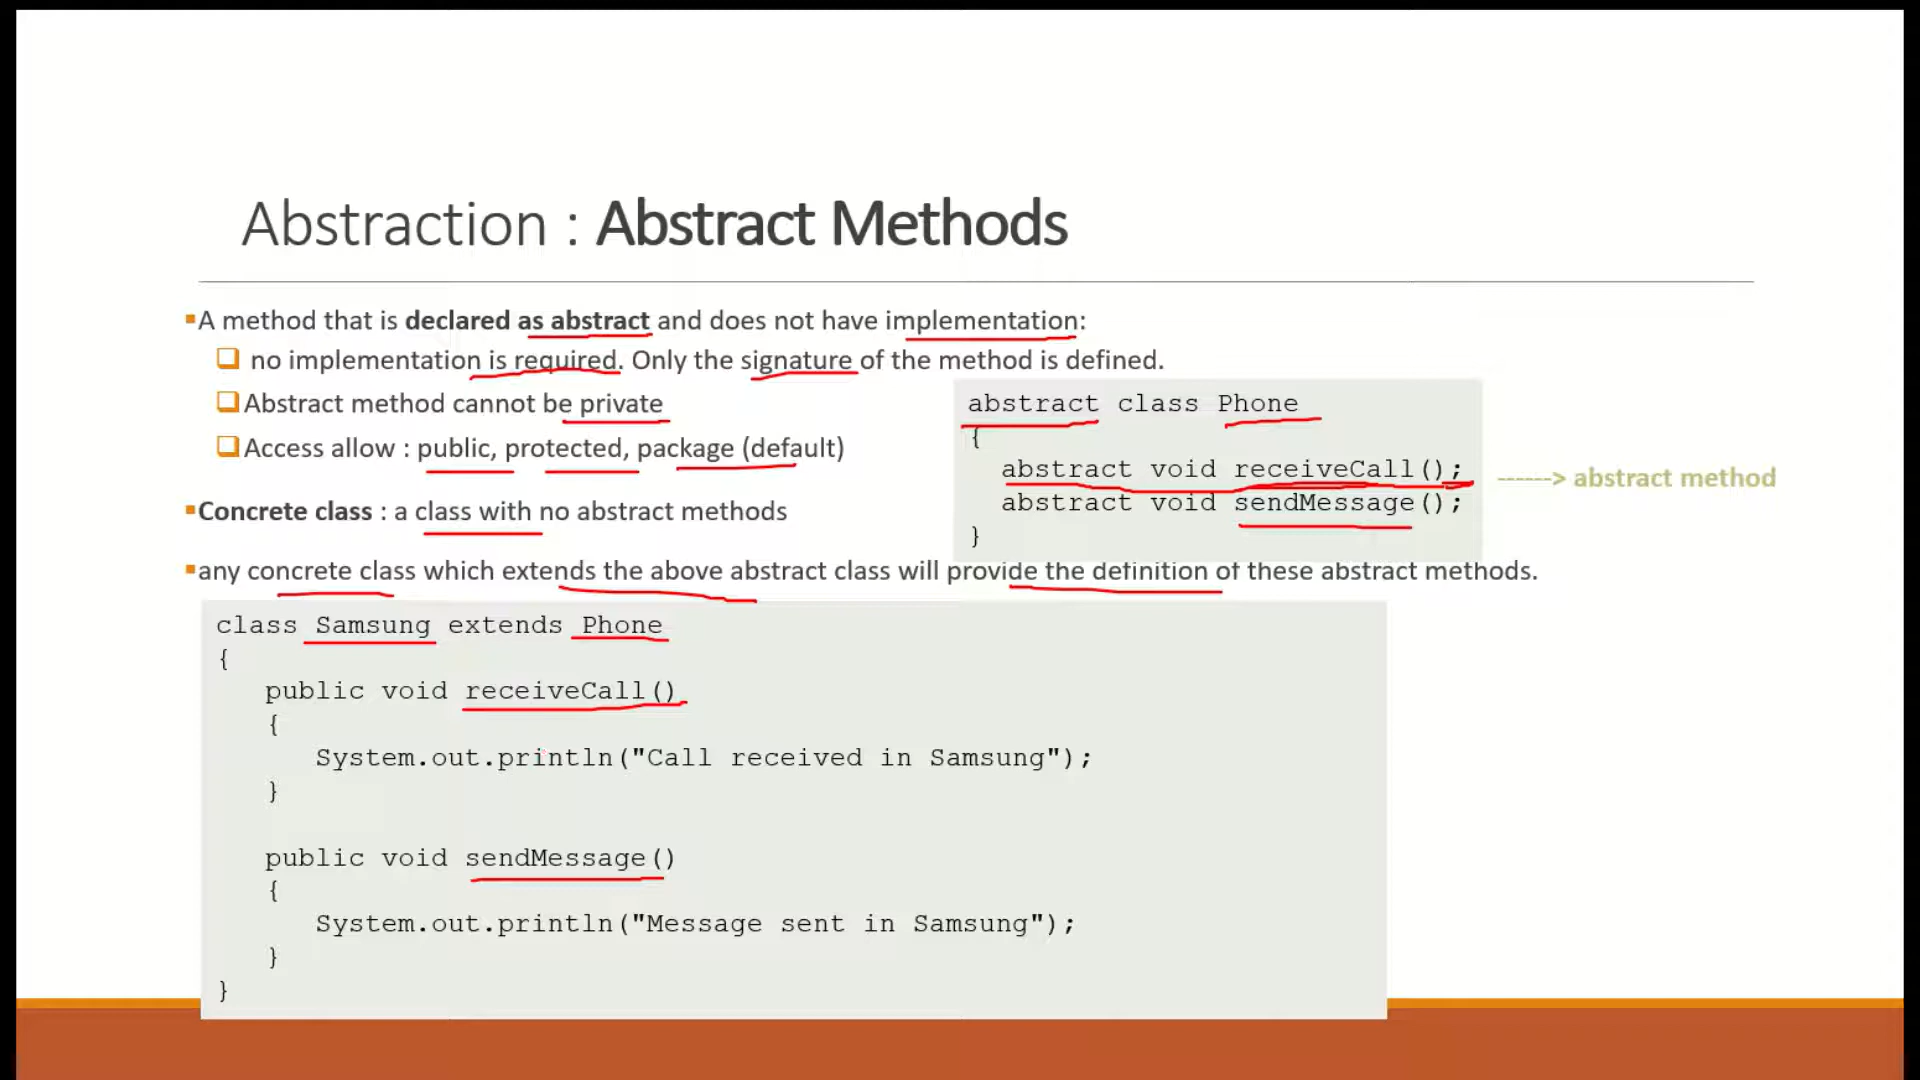 Abstraction : Abstract Methods
▪A method that is declared as abstract and does not have implementation:
❑ no implementation is required. Only the signature of the method is defined.
❑Abstract method cannot be private
❑Access allow : public, protected, package (default)
abstract class Phone
{
abstract void receiveCall();
abstract void sendMessage();
}
------> abstract method
▪Concrete class : a class with no abstract methods
▪any concrete class which extends the above abstract class will provide the definition of these abstract methods.
class Samsung extends Phone
{
public void receiveCall()
{
System.out.println("Call received in Samsung");
}
public void sendMessage()
{
System.out.println("Message sent in Samsung");
}
}